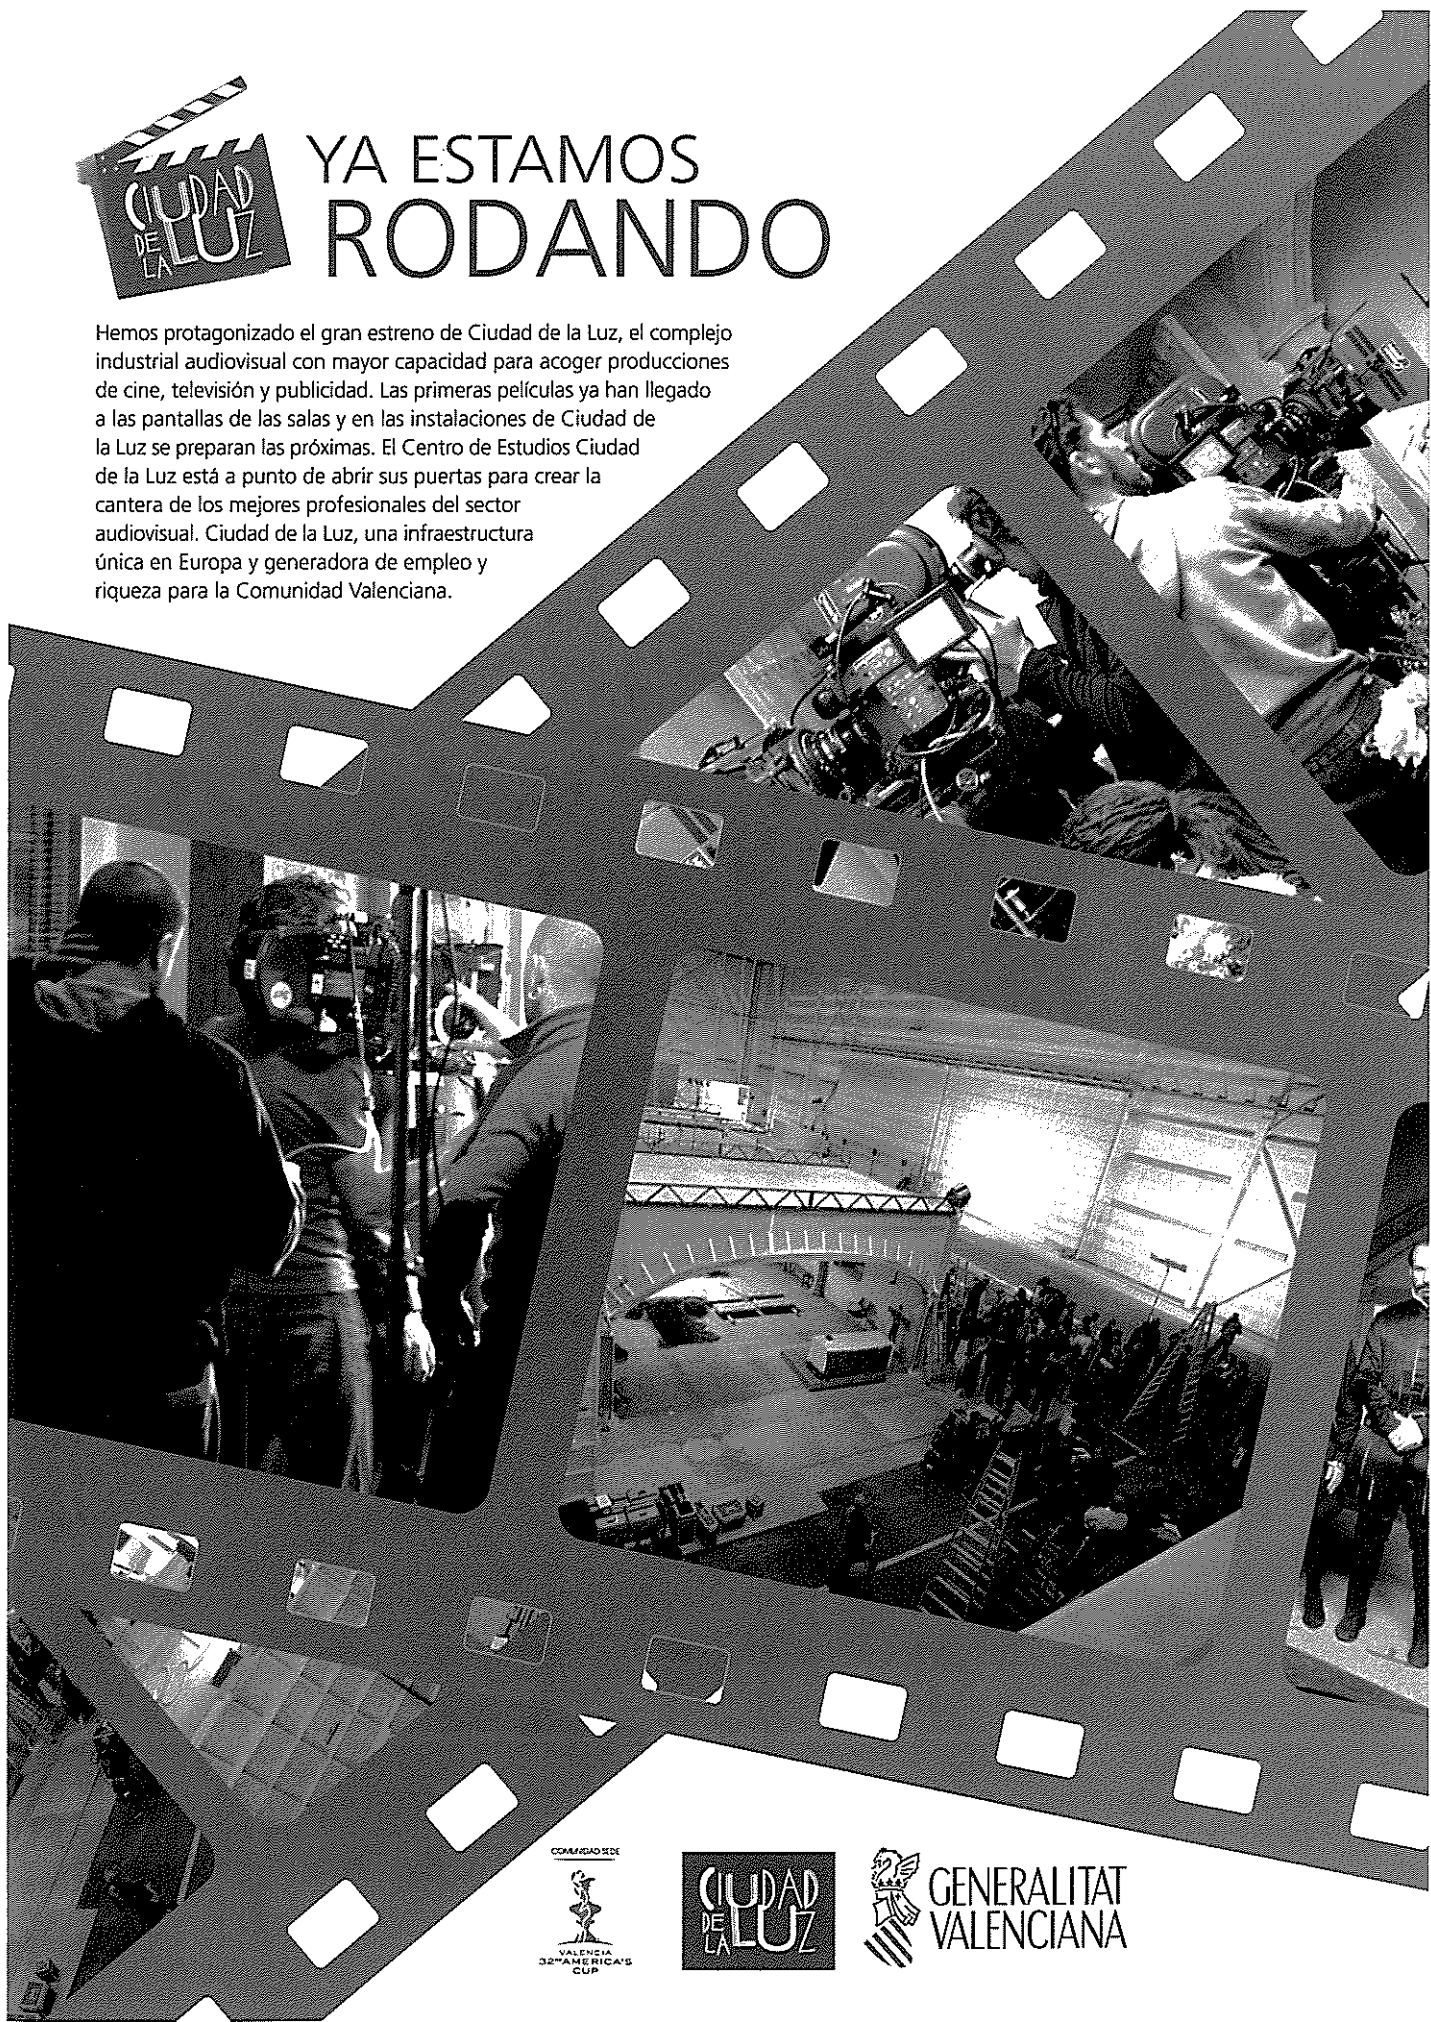 CIUDAD
DE LUZ
LA
YA ESTAMOS
RODANDO
Hemos protagonizado el gran estreno de Ciudad de la Luz, el complejo
industrial audiovisual con mayor capacidad para acoger producciones
de cine, televisión y publicidad. Las primeras películas ya han llegado
a las pantallas de las salas y en las instalaciones de Ciudad de
la Luz se preparan las próximas. El Centro de Estudios Ciudad
de la Luz está a punto de abrir sus puertas para crear la
cantera de los mejores profesionales del sector
audiovisual. Ciudad de la Luz, una infraestructura
única en Europa y generadora de empleo y
riqueza para la Comunidad Valenciana.
COMUNIDAD SEDE
VALENCIA
32ND AMERICA'S
CUP
CIUDAD
DE LUZ
LA
GENERALITAT
VALENCIANA